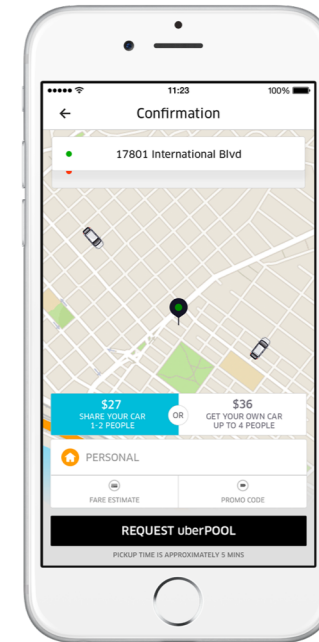 11:23
100%
Confirmation
17801 International Blvd
$27
SHARE YOUR CAR
1-2 PEOPLE
OR
$36
GET YOUR OWN CAR
UP TO 4 PEOPLE
PERSONAL
FARE ESTIMATE
PROMO CODE
REQUEST uberPOOL
PICKUP TIME IS APPROXIMATELY 5 MINS